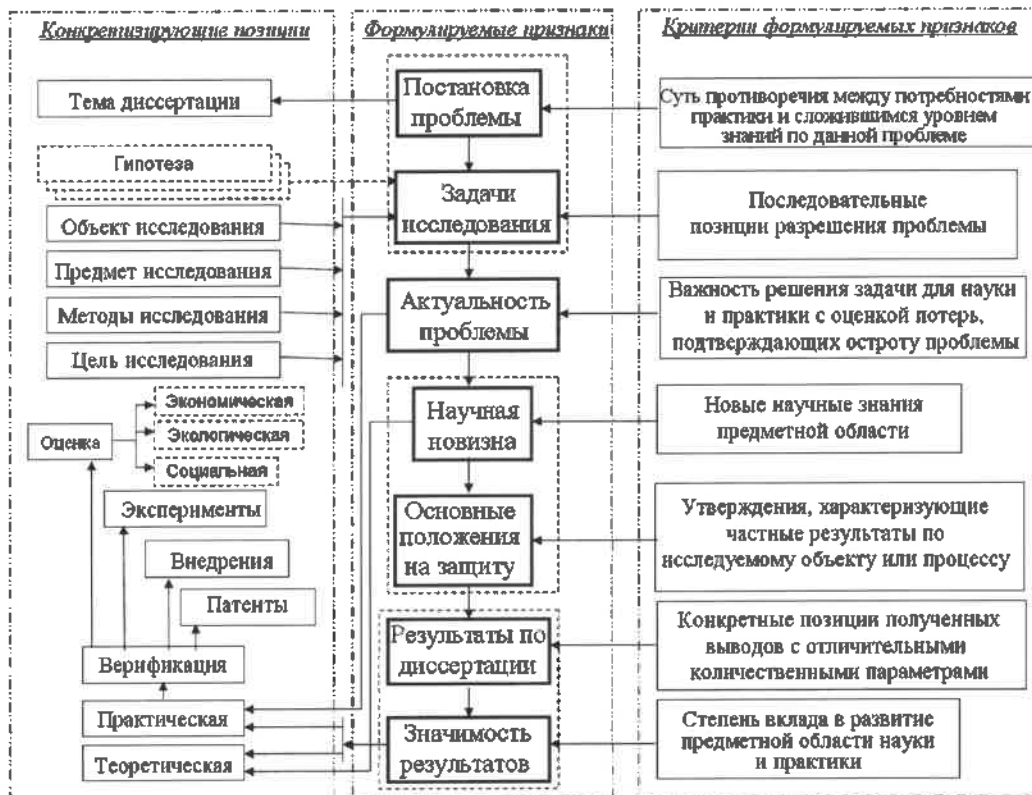 Конкретизирующие позиции
Тема диссертации
Гипотеза
Объект исследования
Предмет исследования
Методы исследования
Цель исследования
Оценка
Экономическая
Экологическая
Социальная
Эксперименты
Внедрения
Патенты
Верификация
Практическая
Теоретическая
Формулируемые признаки
Постановка
проблемы
Задачи
исследования
Актуальность
проблемы
Научная
новизна
Основные
положения
на защиту
Результаты по
диссертации
Значимость
результатов
Критерии формулируемых признаков
Суть противоречия между потребностями
практики и сложившимся уровнем
знаний по данной проблеме
Последовательные
позиции разрешения проблемы
Важность решения задачи для науки
и практики с оценкой потерь,
подтверждающих остроту проблемы
Новые научные знания
предметной области
Утверждения, характеризующие
частные результаты по
исследуемому объекту или процессу
Конкретные позиции полученных
выводов с отличительными
количественными параметрами
Степень вклада в развитие
предметной области науки
и практики